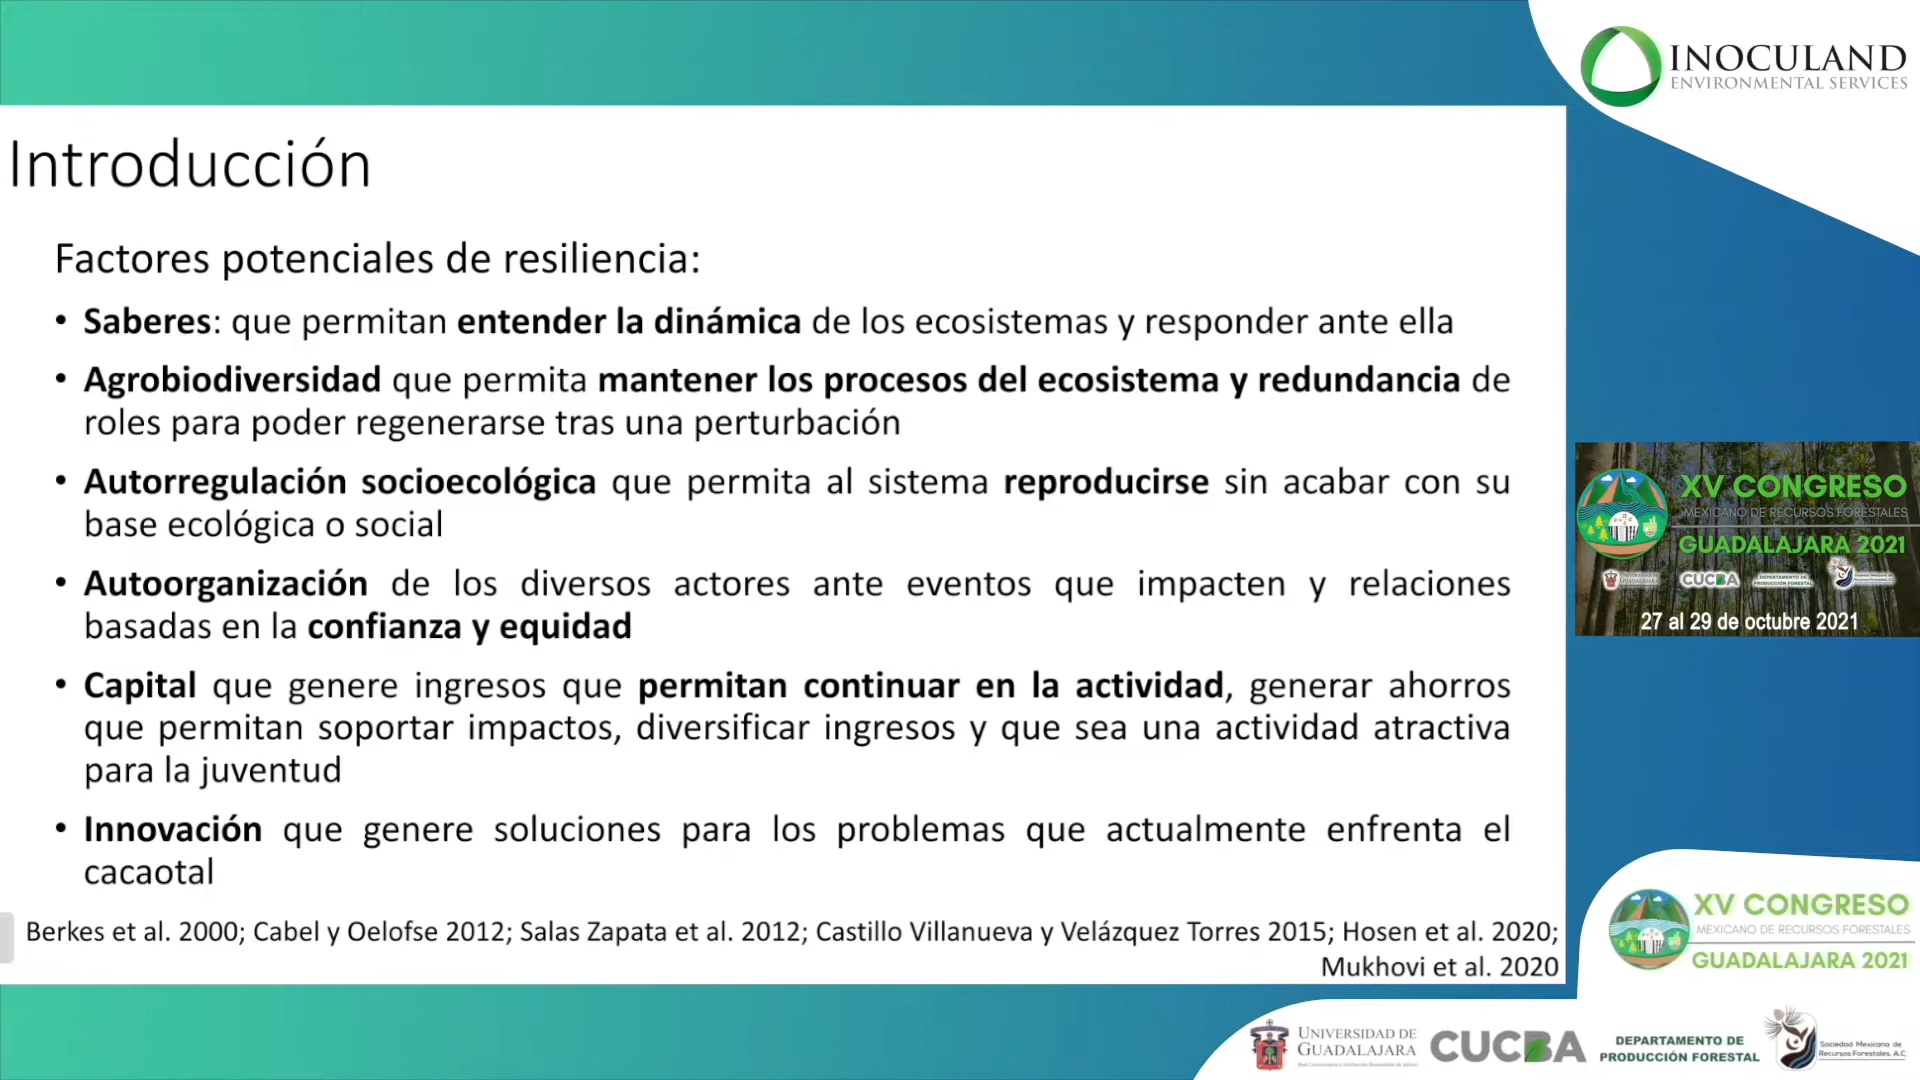 INOCULAND
ENVIRONMENTAL SERVICES
Introducción
Factores potenciales de resiliencia:
• Saberes: que permitan entender la dinámica de los ecosistemas y responder ante ella
• Agrobiodiversidad que permita mantener los procesos del ecosistema y redundancia de
roles para poder regenerarse tras una perturbación
• Autorregulación socioecológica que permita al sistema reproducirse sin acabar con su
base ecológica o social
• Autoorganización de los diversos actores ante eventos que impacten y relaciones
basadas en la confianza y equidad
• Capital que genere ingresos que permitan continuar en la actividad, generar ahorros
que permitan soportar impactos, diversificar ingresos y que sea una actividad atractiva
para la juventud
• Innovación que genere soluciones para los problemas que actualmente enfrenta el
cacaotal
Berkes et al. 2000; Cabel y Oelofse 2012; Salas Zapata et al. 2012; Castillo Villanueva y Velázquez Torres 2015; Hosen et al. 2020;
Mukhovi et al. 2020
XV CONGRESO
MEXICANO DE RECURSOS FORESTALES
GUADALAJARA 2021
CUCBA
DEPARTAMENTO DE
PRODUCCIÓN FORESTAL
27 al 29 de octubre 2021
XV CONGRESO
MEXICANO DE RECURSOS FORESTALES
GUADALAJARA 2021
UNIVERSIDAD DE
GUADALAJARA
CUCBA
DEPARTAMENTO DE
PRODUCCIÓN FORESTAL
Sociedad Mexicana de
Recursos Forestales, A.C.